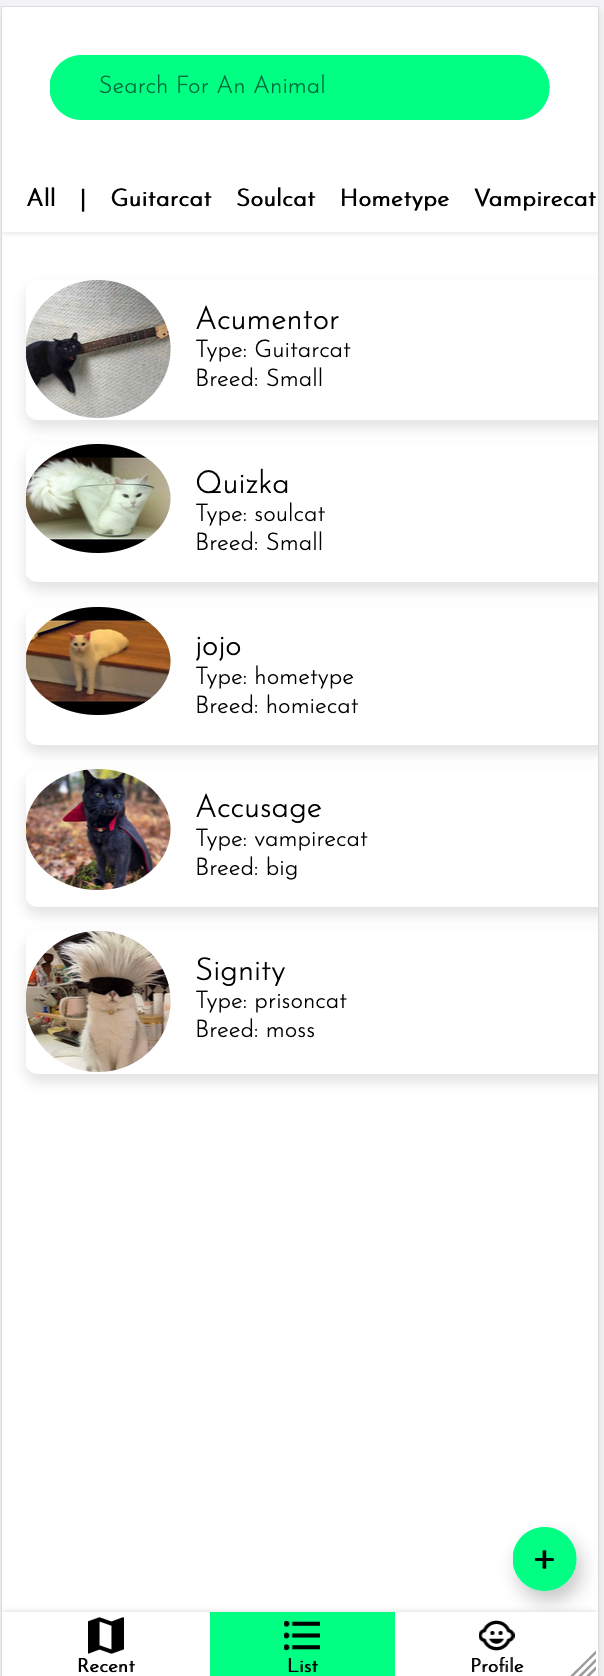 Search For An Animal
All | Guitarcat Soulcat Hometype Vampirecat
Acumentor
Type: Guitarcat
Breed: Small
Quizka
Type: soulcat
Breed: Small
jojo
Type: hometype
Breed: homiecat
Accusage
Type: vampirecat
Breed: big
Signity
Type: prisoncat
Breed: moss
+
Recent List Profile